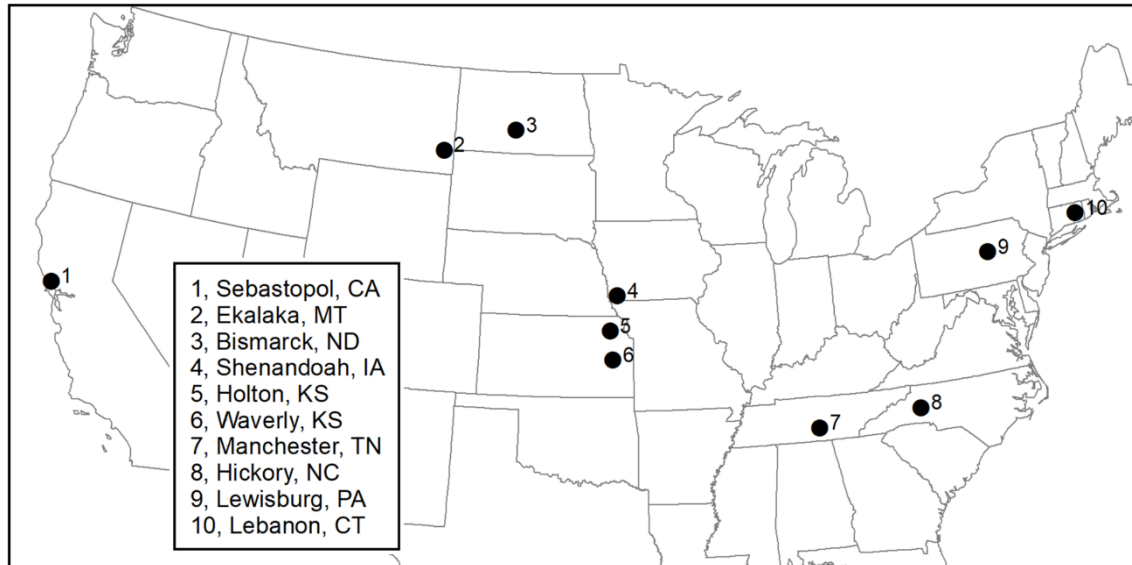 2
3
10
9
1
4
5
6
8
7
1, Sebastopol, CA
2, Ekalaka, MT
3, Bismarck, ND
4, Shenandoah, IA
5, Holton, KS
6, Waverly, KS
7, Manchester, TN
8, Hickory, NC
9, Lewisburg, PA
10, Lebanon, CT